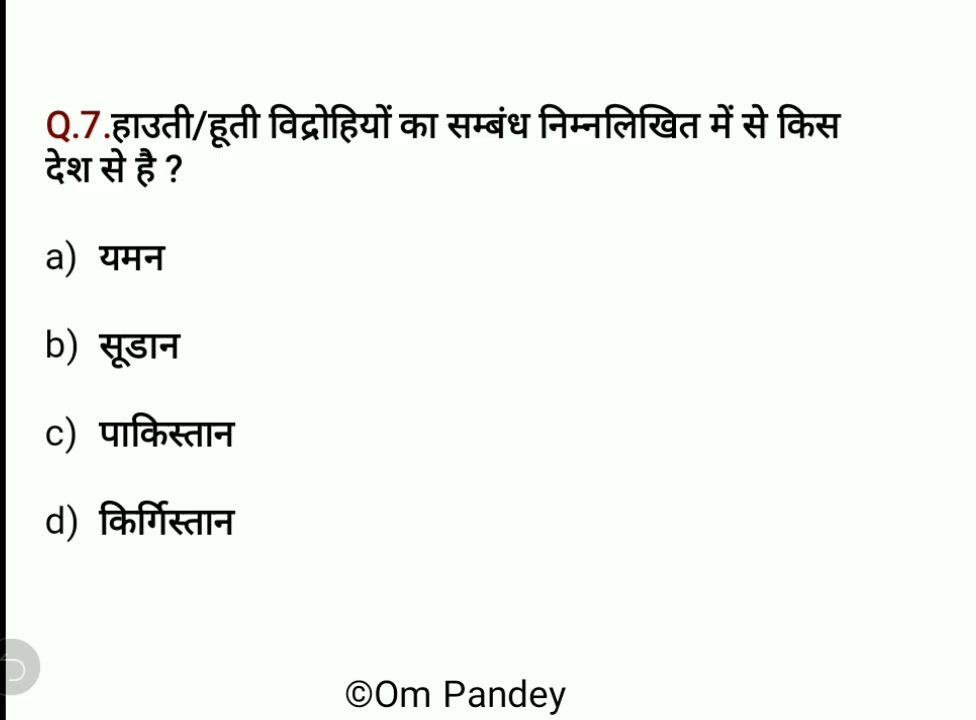 Q.7.हाउती/हूती विद्रोहियों का सम्बंध निम्नलिखित में से किस
देश से है ?
a) यमन
b) सूडान
c) पाकिस्तान
d) किर्गिस्तान
©Om Pandey